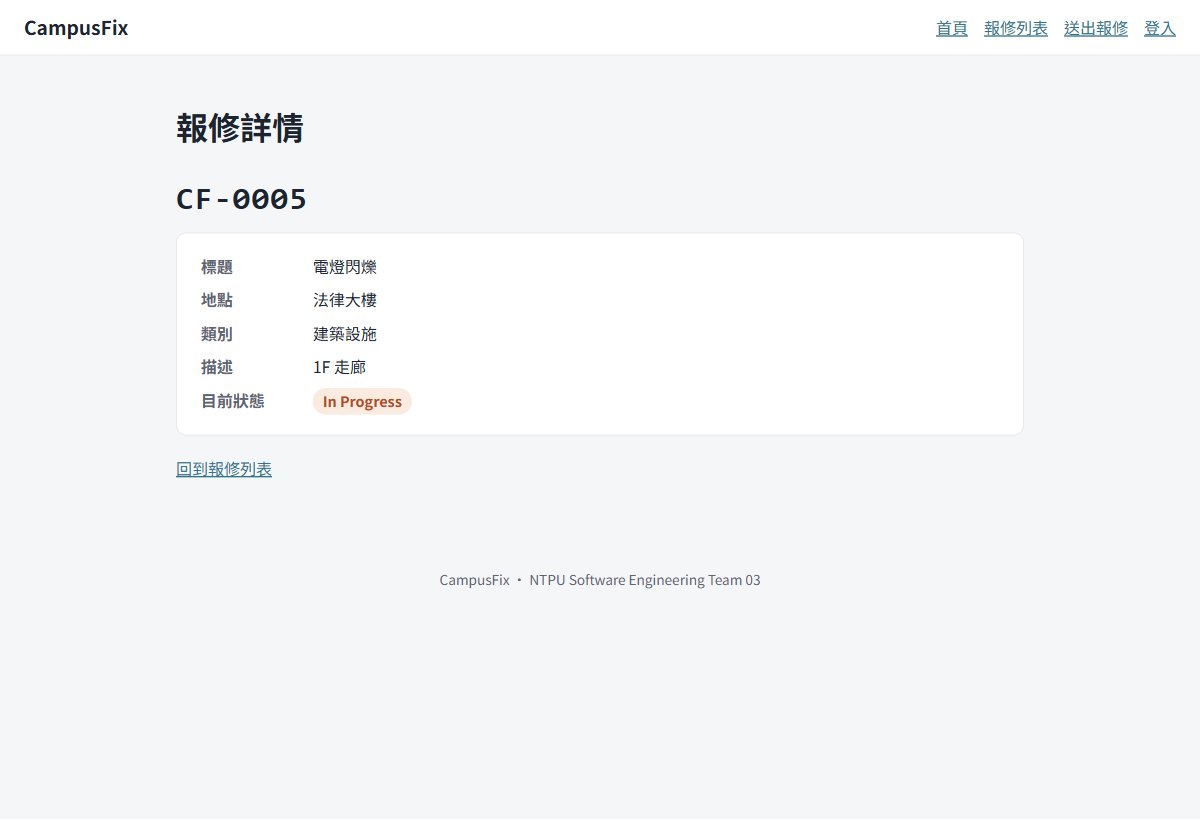 CampusFix
首頁 報修列表 送出報修 登入
報修詳情
CF-0005
標題 電燈閃爍
地點 法律大樓
類別 建築設施
描述 1F 走廊
目前狀態 In Progress
回到報修列表
CampusFix · NTPU Software Engineering Team 03